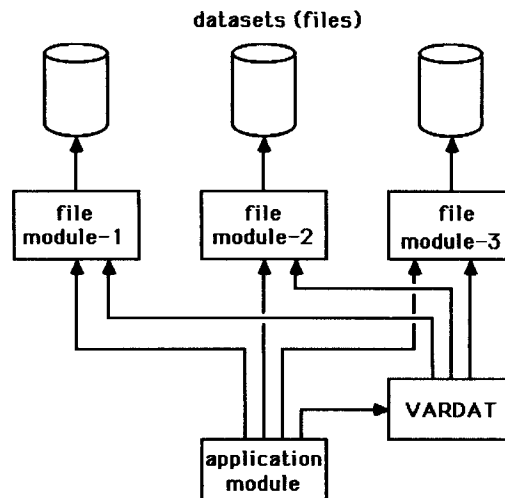 datasets (files)
file
module-1
file
module-2
file
module-3
VARDAT
application
module